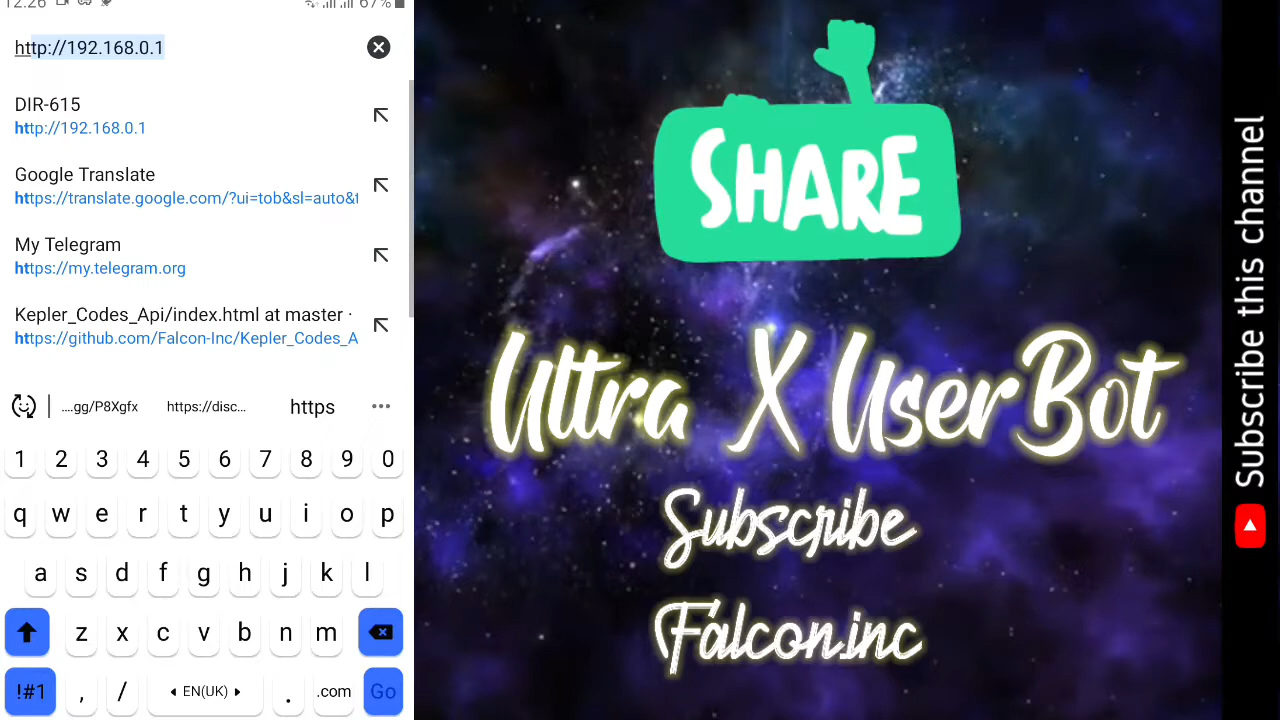 12:26
67%
http://192.168.0.1
DIR-615
http://192.168.0.1
Google Translate
https://translate.google.com/?ui=tob&sl=auto&t
My Telegram
https://my.telegram.org
Kepler_Codes_Api/index.html at master ·
https://github.com/Falcon-Inc/Kepler_Codes_A
....gg/P8Xgfx https://disc... https ...
1 2 3 4 5 6 7 8 9 0
q w e r t y u i o p
a s d f g h j k l
z x c v b n m
!#1 , / EN(UK) . .com Go
SHARE
Ultra X UserBot
Subscribe
Falcon.inc
Subscribe this channel